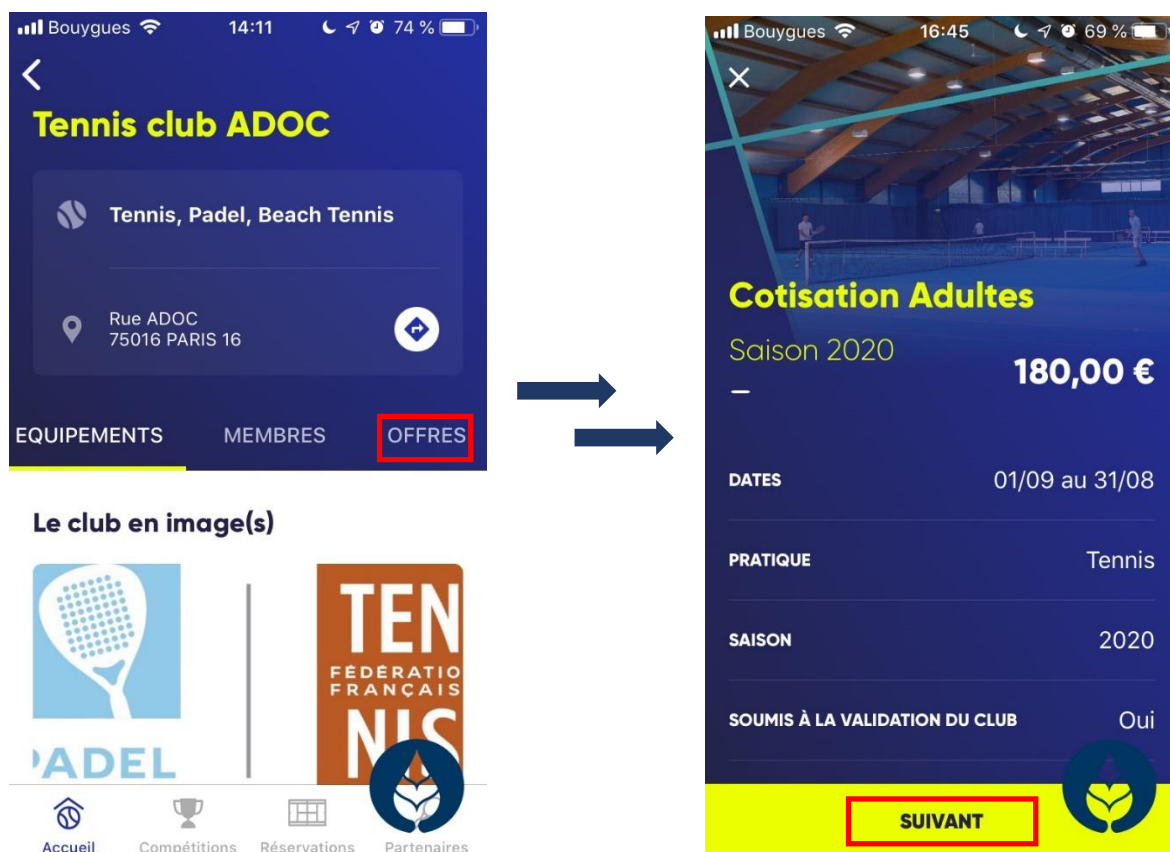 Bouygues 14:11 74 %
Tennis club ADOC
Tennis, Padel, Beach Tennis
Rue ADOC
75016 PARIS 16
EQUIPEMENTS MEMBRES OFFRES
Le club en image(s)
PADEL
TEN
FÉDÉRATIO
FRANÇAIS
NIS
Accueil Compétitions Réservations Partenaires
Bouygues 16:45 69 %
Cotisation Adultes
Saison 2020
180,00 €
DATES 01/09 au 31/08
PRATIQUE Tennis
SAISON 2020
SOUMIS À LA VALIDATION DU CLUB Oui
SUIVANT